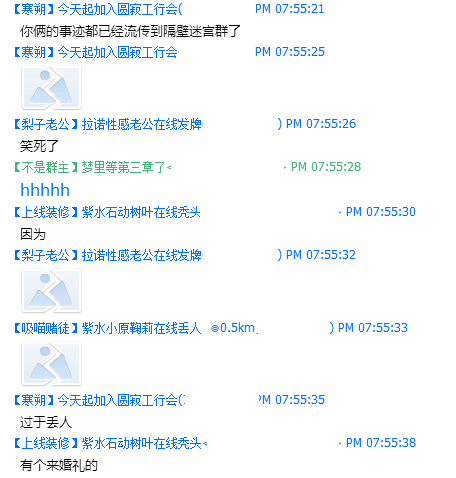 【寒朔】今天起加入圆寂工行会( PM 07:55:21
你俩的事迹都已经流传到隔壁迷宫群了
【寒朔】今天起加入圆寂工行会 PM 07:55:25
【梨子老公】拉诺性感老公在线发牌 ) PM 07:55:26
笑死了
【不是群主】梦里等第三章了< PM 07:55:28
hhhhh
【上线装修】紫水石动树叶在线秃头 PM 07:55:30
因为
【梨子老公】拉诺性感老公在线发牌 ) PM 07:55:32
【吸喵赌徒】紫水小原鞠莉在线丢人 @0.5km ) PM 07:55:33
【寒朔】今天起加入圆寂工行会( PM 07:55:35
过于丢人
【上线装修】紫水石动树叶在线秃头< PM 07:55:38
有个来婚礼的